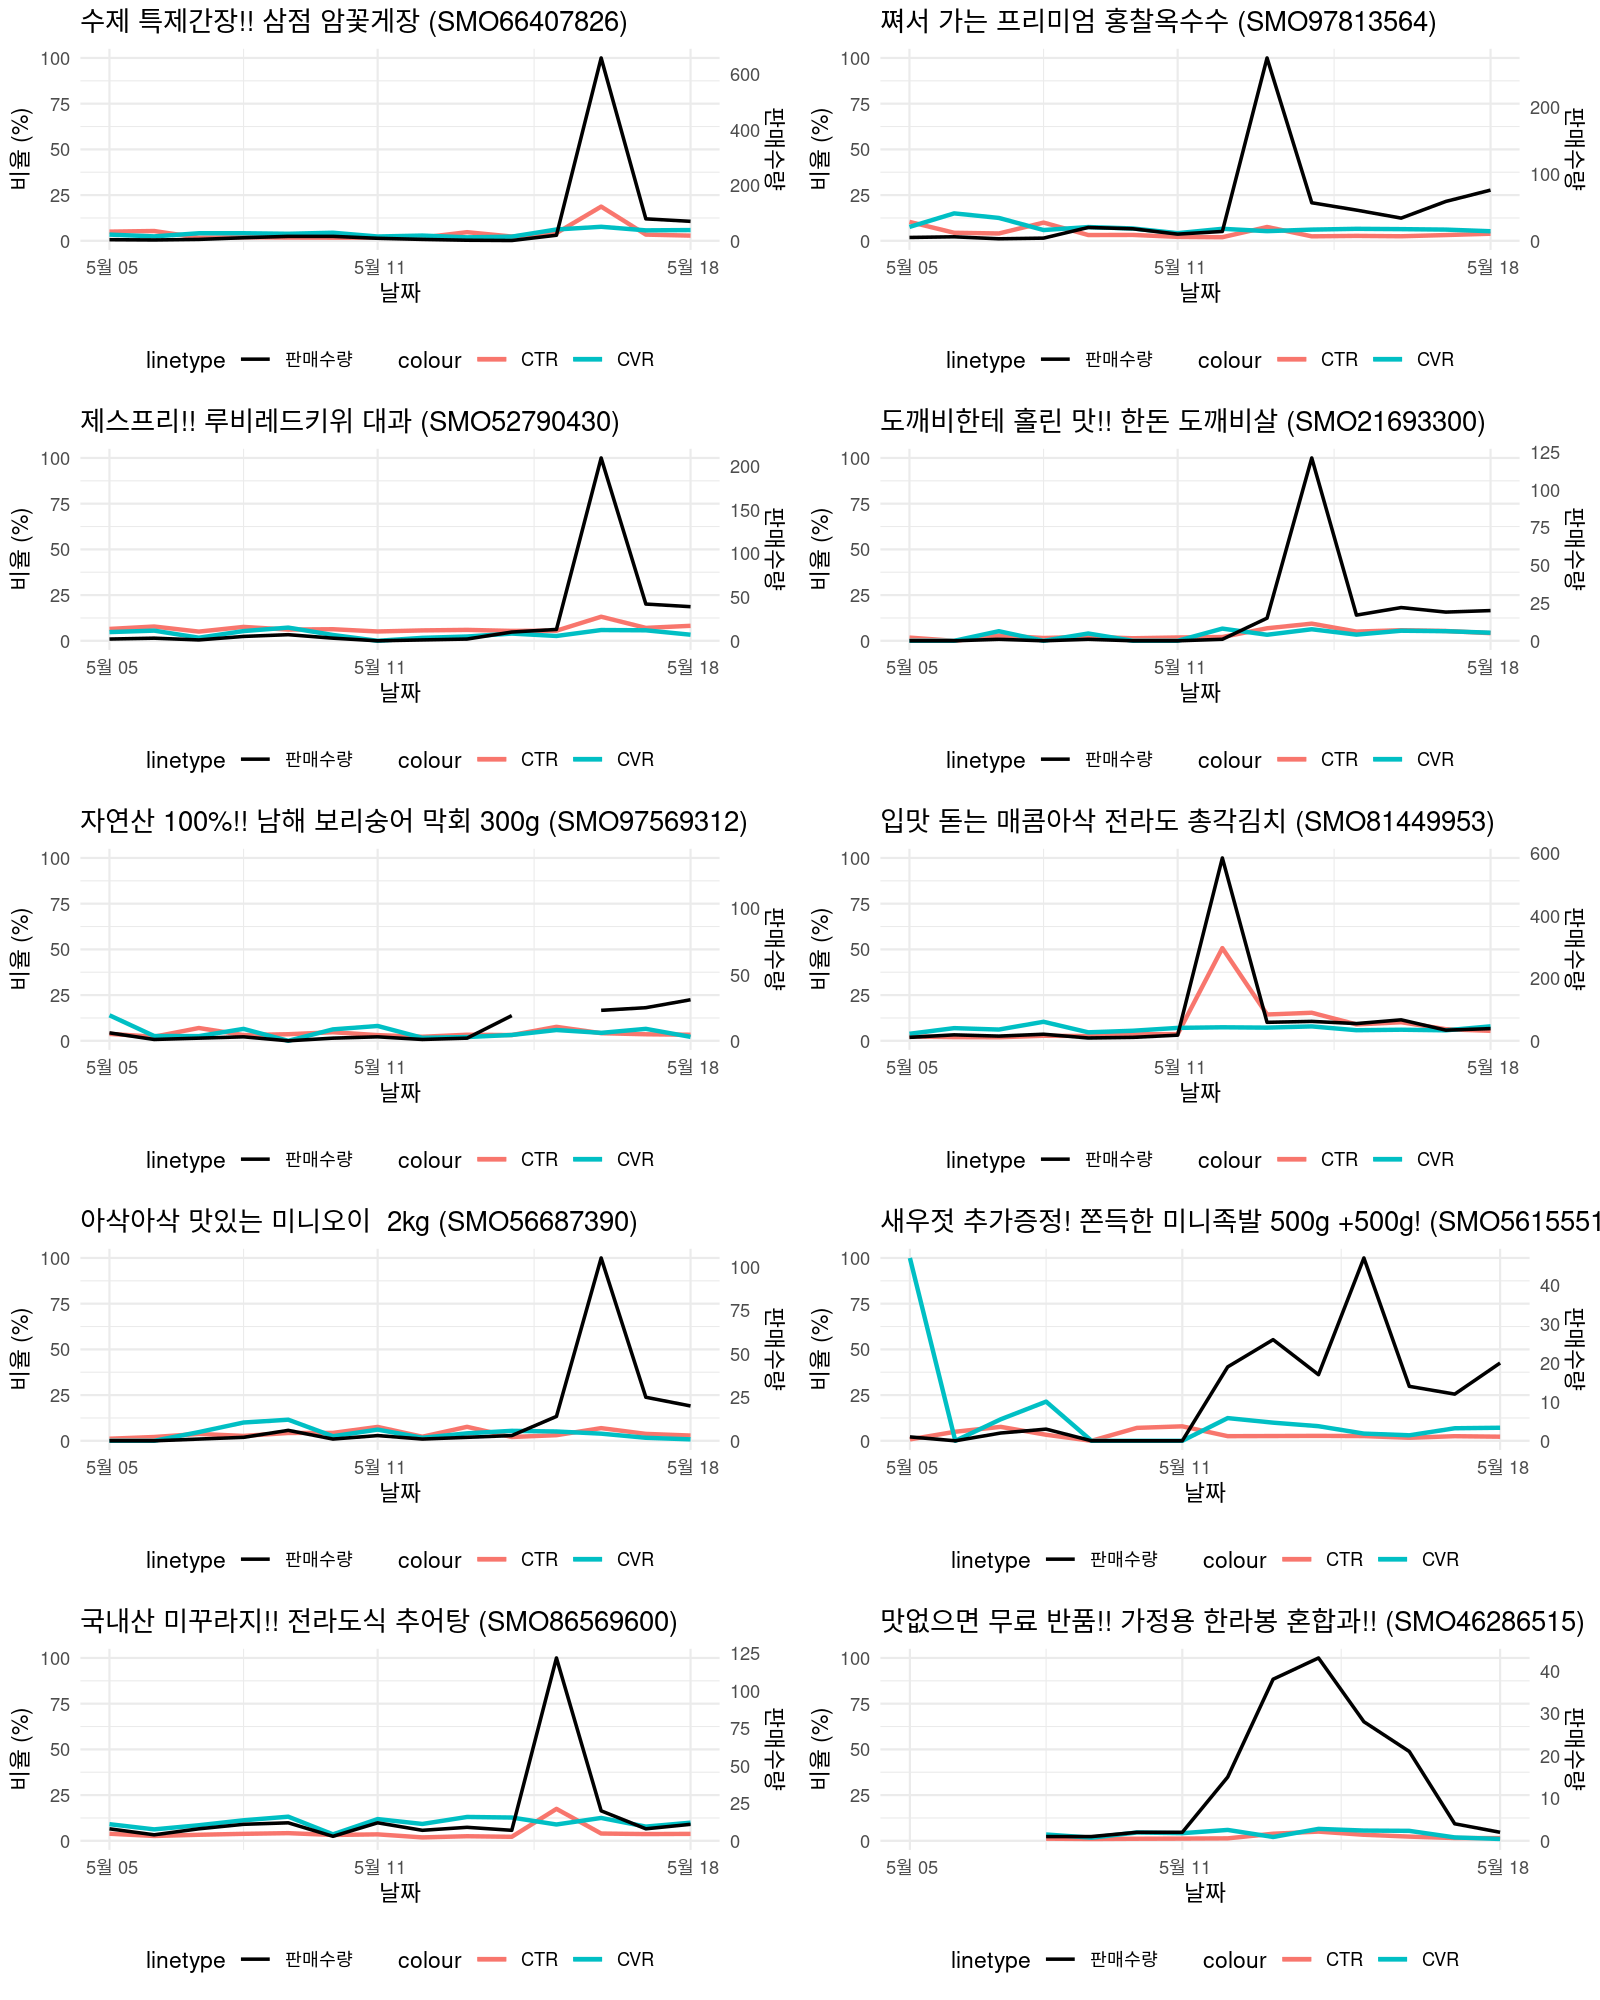 수제 특제간장!! 삼점 암꽃게장 (SMO66407826)
비율 (%)
100
75
50
25
0
600
400
200
0
판매수량
5월 05
5월 11
5월 18
날짜
linetype 판매수량 colour CTR CVR
쪄서 가는 프리미엄 홍찰옥수수 (SMO97813564)
비율 (%)
100
75
50
25
0
200
100
0
판매수량
5월 05
5월 11
5월 18
날짜
linetype 판매수량 colour CTR CVR
제스프리!! 루비레드키위 대과 (SMO52790430)
비율 (%)
100
75
50
25
0
200
150
100
50
0
판매수량
5월 05
5월 11
5월 18
날짜
linetype 판매수량 colour CTR CVR
도깨비한테 홀린 맛!! 한돈 도깨비살 (SMO21693300)
비율 (%)
100
75
50
25
0
125
100
75
50
25
0
판매수량
5월 05
5월 11
5월 18
날짜
linetype 판매수량 colour CTR CVR
자연산 100%!! 남해 보리숭어 막회 300g (SMO97569312)
비율 (%)
100
75
50
25
0
100
50
0
판매수량
5월 05
5월 11
5월 18
날짜
linetype 판매수량 colour CTR CVR
입맛 돋는 매콤아삭 전라도 총각김치 (SMO81449953)
비율 (%)
100
75
50
25
0
600
400
200
0
판매수량
5월 05
5월 11
5월 18
날짜
linetype 판매수량 colour CTR CVR
아삭아삭 맛있는 미니오이  2kg (SMO56687390)
비율 (%)
100
75
50
25
0
100
75
50
25
0
판매수량
5월 05
5월 11
5월 18
날짜
linetype 판매수량 colour CTR CVR
새우젓 추가증정! 쫀득한 미니족발 500g +500g! (SMO5615551
비율 (%)
100
75
50
25
0
40
30
20
10
0
판매수량
5월 05
5월 11
5월 18
날짜
linetype 판매수량 colour CTR CVR
국내산 미꾸라지!! 전라도식 추어탕 (SMO86569600)
비율 (%)
100
75
50
25
0
125
100
75
50
25
0
판매수량
5월 05
5월 11
5월 18
날짜
linetype 판매수량 colour CTR CVR
맛없으면 무료 반품!! 가정용 한라봉 혼합과!! (SMO46286515)
비율 (%)
100
75
50
25
0
40
30
20
10
0
판매수량
5월 05
5월 11
5월 18
날짜
linetype 판매수량 colour CTR CVR